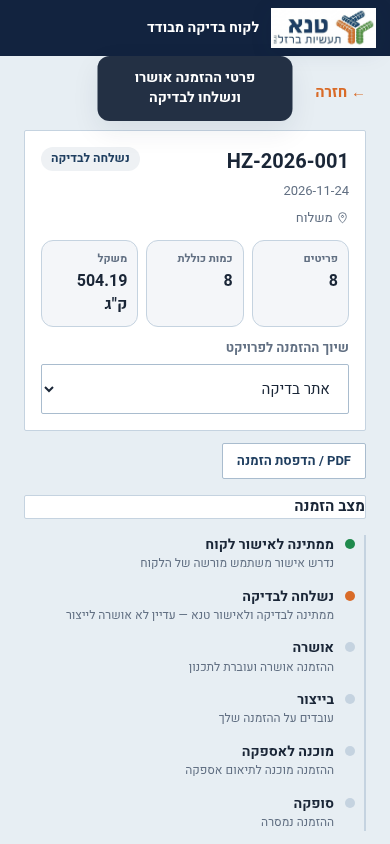 טנא
תעשיות ברזל
לקוח בדיקה מבודד
← חזרה
פרטי ההזמנה אושרו
ונשלחו לבדיקה
HZ-2026-001
נשלחה לבדיקה
2026-11-24
משלוח
פריטים
8
כמות כוללת
8
משקל
504.19
ק"ג
שיוך ההזמנה לפרויקט
אתר בדיקה
PDF / הדפסת הזמנה
מצב הזמנה
ממתינה לאישור לקוח
נדרש אישור משתמש מורשה של הלקוח
נשלחה לבדיקה
ממתינה לבדיקה ולאישור טנא — עדיין לא אושרה לייצור
אושרה
ההזמנה אושרה ועוברת לתכנון
בייצור
עובדים על ההזמנה שלך
מוכנה לאספקה
ההזמנה מוכנה לתיאום אספקה
סופקה
ההזמנה נמסרה